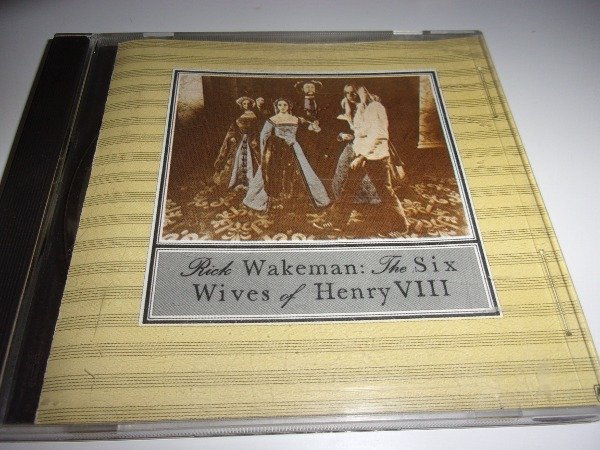 Rick Wakeman: The Six
Wives of Henry VIII